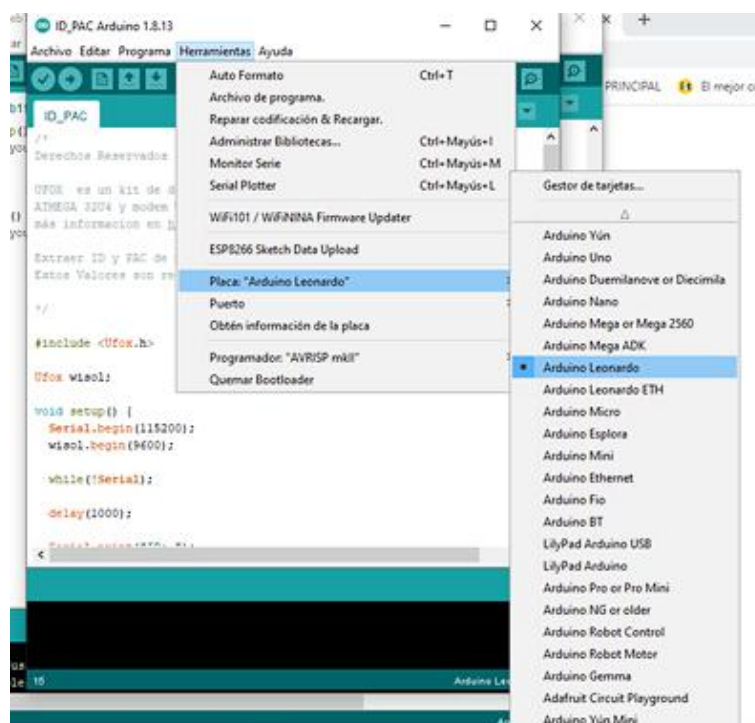 ID_PAC Arduino 1.8.13
Archivo Editar Programa Herramientas Ayuda
ID_PAC
/*
Derechos Reservados
UFOX es un kit de d
más informacion en h
Extraer ID y PAC de
Estos Valores son re
*/
#include <Ufox.h>
Ufox wisol;
void setup() {
Serial.begin(115200);
wisol.begin(9600);
while(!Serial);
delay(1000);
15
Auto Formato Ctrl+T
Archivo de programa.
Reparar codificación & Recargar.
Administrar Bibliotecas... Ctrl+Mayús+I
Monitor Serie Ctrl+Mayús+M
Serial Plotter Ctrl+Mayús+L
WiFi101 / WiFiNINA Firmware Updater
ESP8266 Sketch Data Upload
Placa: "Arduino Leonardo"
Puerto
Obtén información de la placa
Programador: "AVRISP mkII"
Quemar Bootloader
Gestor de tarjetas...
Arduino Yún
Arduino Uno
Arduino Duemilanove or Diecimila
Arduino Nano
Arduino Mega or Mega 2560
Arduino Mega ADK
Arduino Leonardo
Arduino Leonardo ETH
Arduino Micro
Arduino Esplora
Arduino Mini
Arduino Ethernet
Arduino Fio
Arduino BT
LilyPad Arduino USB
LilyPad Arduino
Arduino Pro or Pro Mini
Arduino NG or older
Arduino Robot Control
Arduino Robot Motor
Arduino Gemma
Adafruit Circuit Playground
Arduino Yún Mini
PRINCIPAL
El mejor
Arduino Le